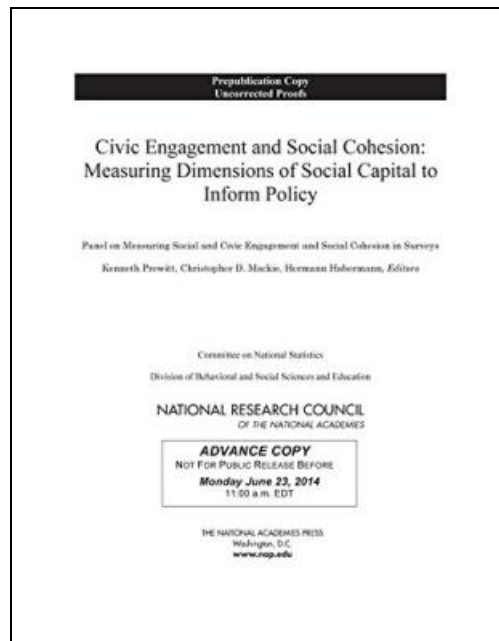 Prepublication Copy
Uncorrected Proofs
Civic Engagement and Social Cohesion:
Measuring Dimensions of Social Capital to
Inform Policy
Panel on Measuring Social and Civic Engagement and Social Cohesion in Surveys
Kenneth Prewitt, Christopher D. Mackie, Hermann Habermann, Editors
Committee on National Statistics
Division of Behavioral and Social Sciences and Education
NATIONAL RESEARCH COUNCIL
OF THE NATIONAL ACADEMIES
ADVANCE COPY
NOT FOR PUBLIC RELEASE BEFORE
Monday June 23, 2014
11:00 a.m. EDT
THE NATIONAL ACADEMIES PRESS
Washington, D.C.
www.nap.edu